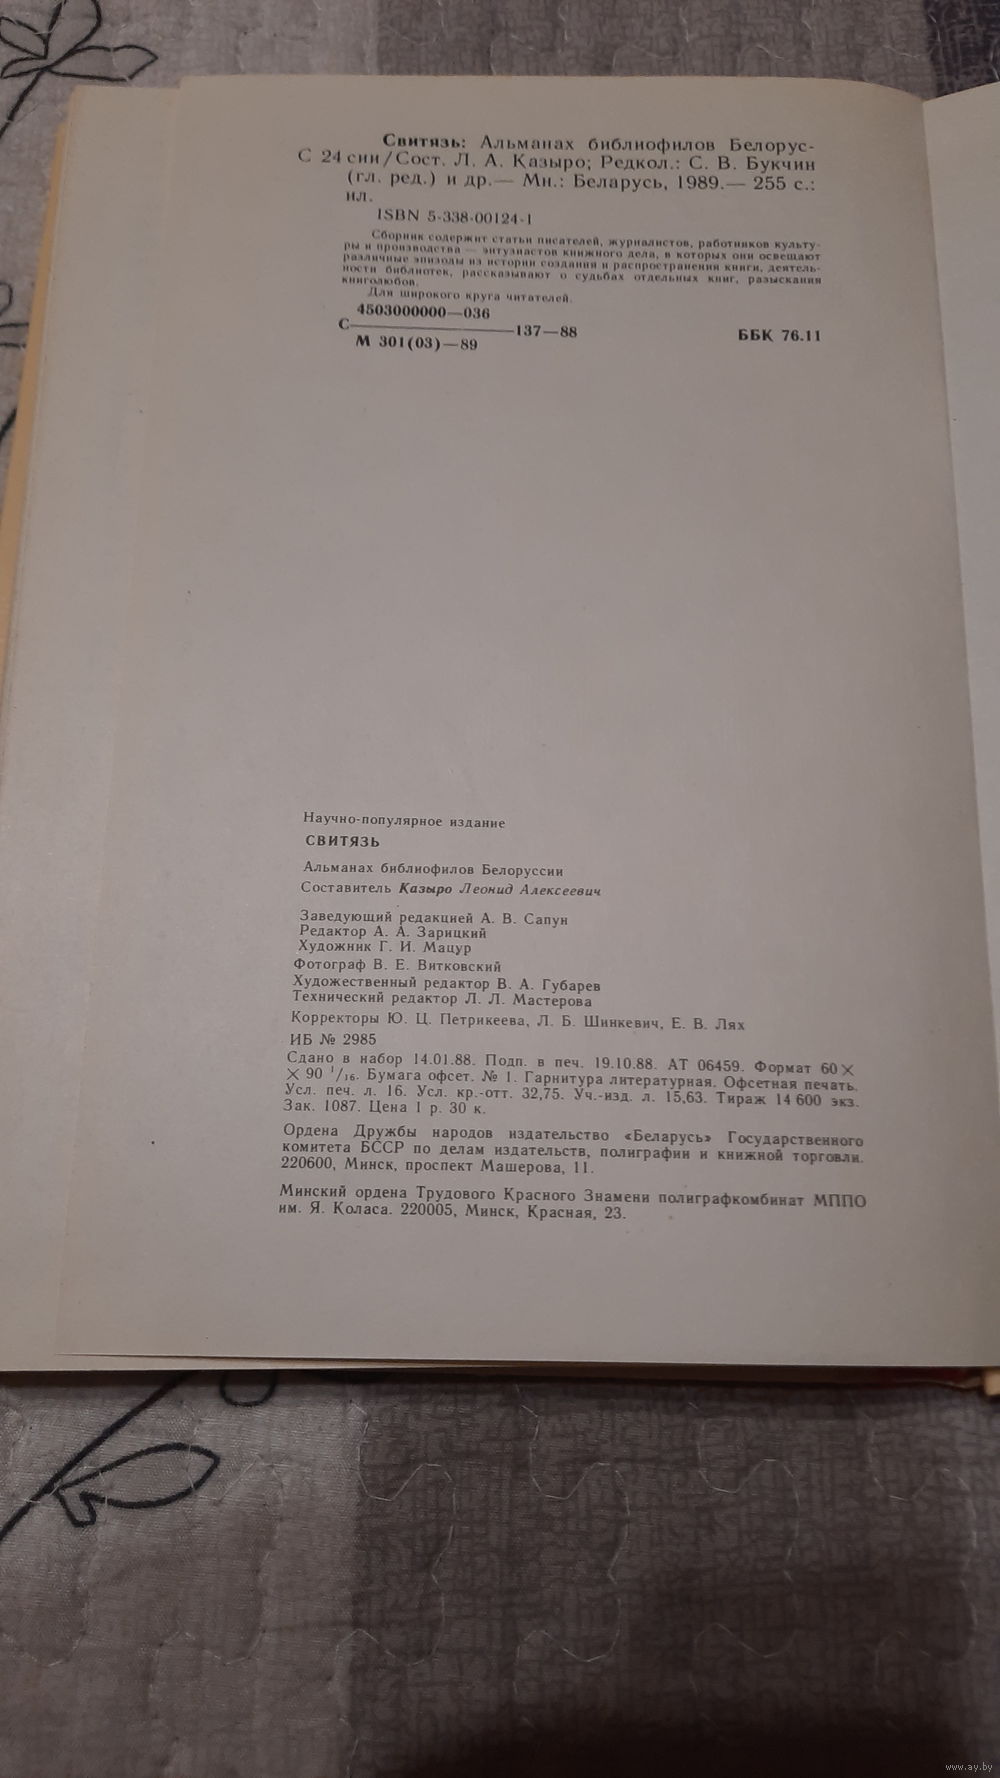 Свитязь: Альманах библиофилов Белорус-
С 24 сии/Сост. Л. А. Казыро; Редкол.: С. В. Букчин
(гл. ред.) и др.— Мн.: Беларусь, 1989.— 255 с.:
ил.
ISBN 5-338-00124-1
Сборник содержит статьи писателей, журналистов, работников культу-
ры и производства — энтузиастов книжного дела, в которых они освещают
различные эпизоды из истории создания и распространения книги, деятель-
ности библиотек, рассказывают о судьбах отдельных книг, разыскания
книголюбов.
Для широкого круга читателей.
4503000000—036
С————————137—88
ББК 76.11
М 301(03)—89
Научно-популярное издание
СВИТЯЗЬ
Альманах библиофилов Белоруссии
Составитель Казыро Леонид Алексеевич
Заведующий редакцией А. В. Сапун
Редактор А. А. Зарицкий
Художник Г. И. Мацур
Фотограф В. Е. Витковский
Художественный редактор В. А. Губарев
Технический редактор Л. Л. Мастерова
Корректоры Ю. Ц. Петрикеева, Л. Б. Шинкевич, Е. В. Лях
ИБ № 2985
Сдано в набор 14.01.88. Подп. в печ. 19.10.88. АТ 06459. Формат 60×
×90 1/16. Бумага офсет. № 1. Гарнитура литературная. Офсетная печать.
Усл. печ. л. 16. Усл. кр.-отт. 32,75. Уч.-изд. л. 15,63. Тираж 14 600 экз.
Зак. 1087. Цена 1 р. 30 к.
Ордена Дружбы народов издательство «Беларусь» Государственного
комитета БССР по делам издательств, полиграфии и книжной торговли.
220600, Минск, проспект Машерова, 11.
Минский ордена Трудового Красного Знамени полиграфкомбинат МППО
им. Я. Коласа. 220005, Минск, Красная, 23.
www.ay.by